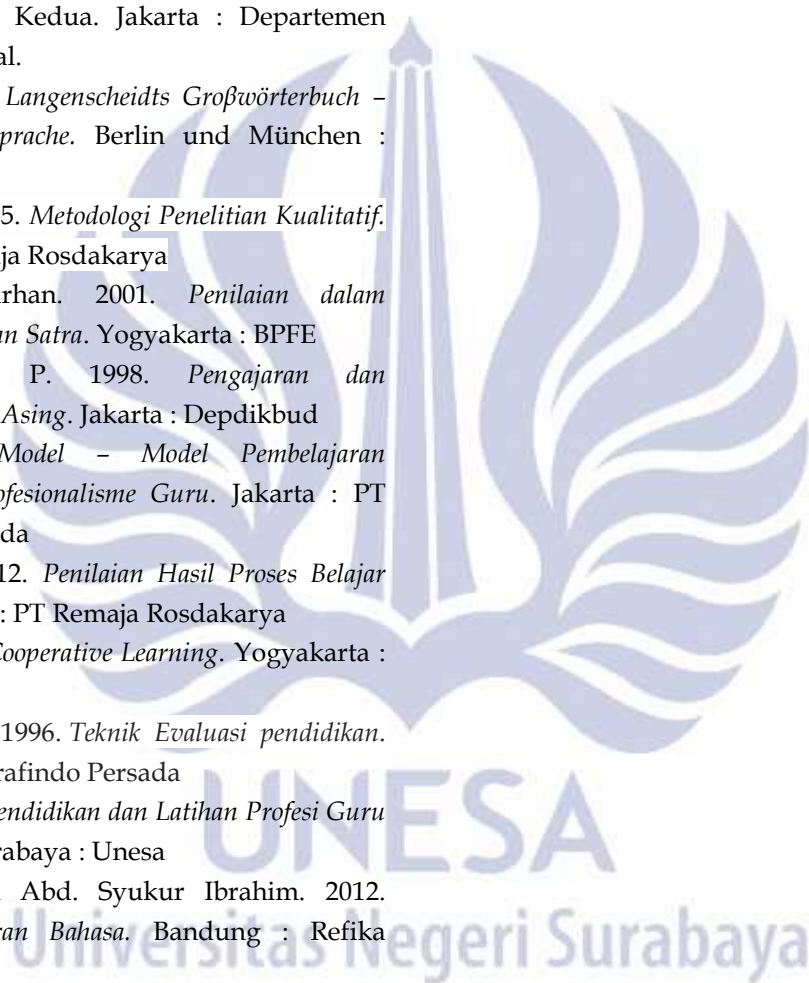 Kedua. Jakarta : Departemen
al.
Langenscheidts Groβwörterbuch –
prache. Berlin und München :
5. Metodologi Penelitian Kualitatif.
ja Rosdakarya
rhan. 2001. Penilaian dalam
an Satra. Yogyakarta : BPFE
P. 1998. Pengajaran dan
Asing. Jakarta : Depdikbud
Model – Model Pembelajaran
ofesionalisme Guru. Jakarta : PT
da
12. Penilaian Hasil Proses Belajar
: PT Remaja Rosdakarya
Cooperative Learning. Yogyakarta :
1996. Teknik Evaluasi pendidikan.
rafindo Persada
endidikan dan Latihan Profesi Guru
rabaya : Unesa
Abd. Syukur Ibrahim. 2012.
ran Bahasa. Bandung : Refika
UNESA
Universitas Negeri Surabaya